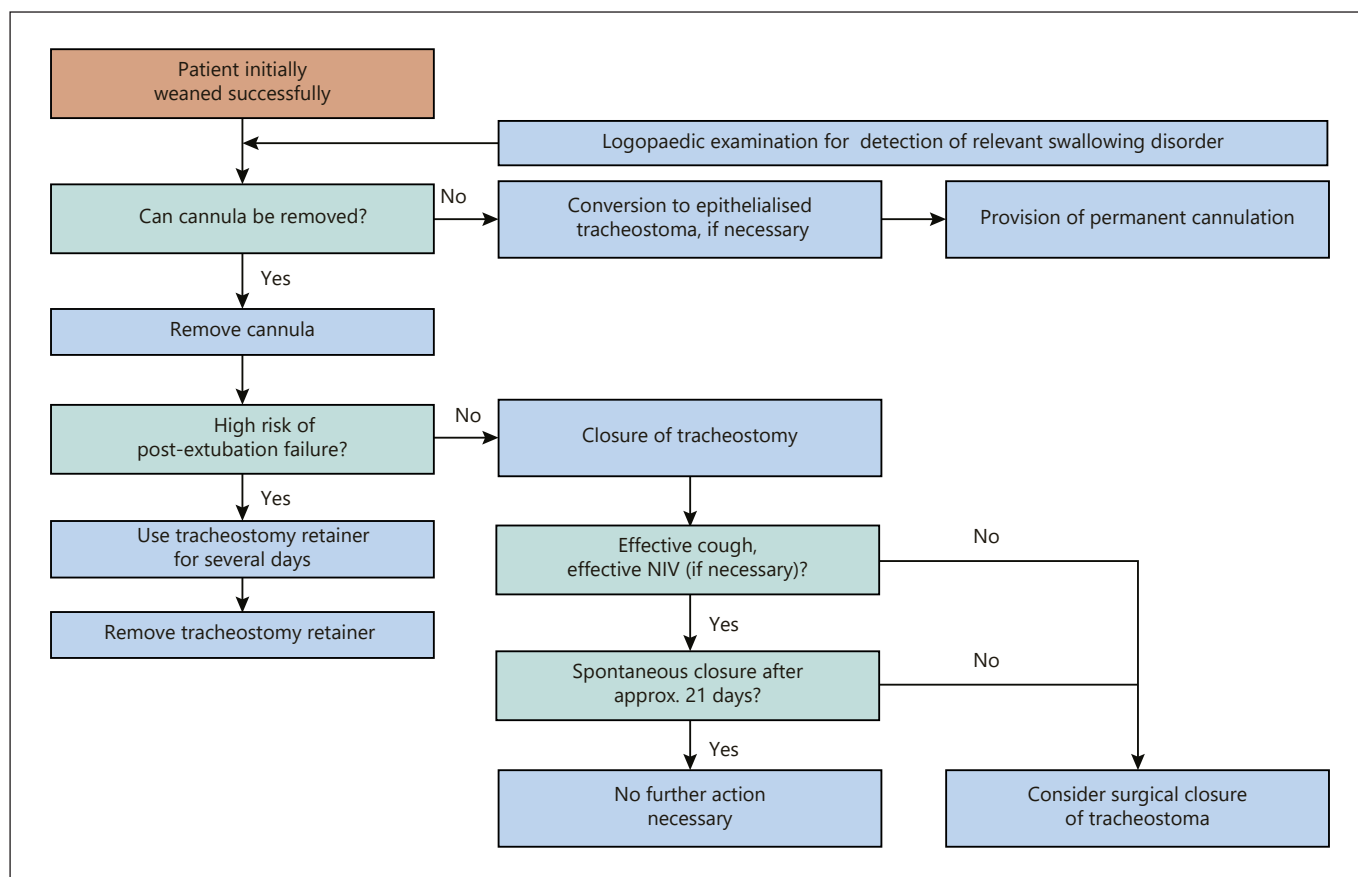 Patient initially
weaned successfully
Logopaedic examination for detection of relevant swallowing disorder
Can cannula be removed?
No
Conversion to epithelialised
tracheostoma, if necessary
Provision of permanent cannulation
Yes
Remove cannula
High risk of
post-extubation failure?
No
Closure of tracheostomy
Yes
Use tracheostomy retainer
for several days
Effective cough,
effective NIV (if necessary)?
No
Remove tracheostomy retainer
Yes
Spontaneous closure after
approx. 21 days?
No
Yes
No further action
necessary
Consider surgical closure
of tracheostoma